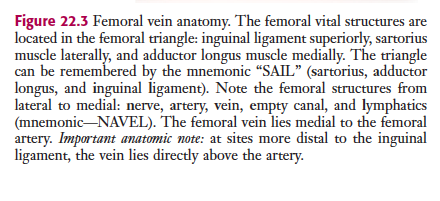 Figure 22.3 Femoral vein anatomy. The femoral vital structures are
located in the femoral triangle: inguinal ligament superiorly, sartorius
muscle laterally, and adductor longus muscle medially. The triangle
can be remembered by the mnemonic “SAIL” (sartorius, adductor
longus, and inguinal ligament). Note the femoral structures from
lateral to medial: nerve, artery, vein, empty canal, and lymphatics
(mnemonic—NAVEL). The femoral vein lies medial to the femoral
artery. Important anatomic note: at sites more distal to the inguinal
ligament, the vein lies directly above the artery.